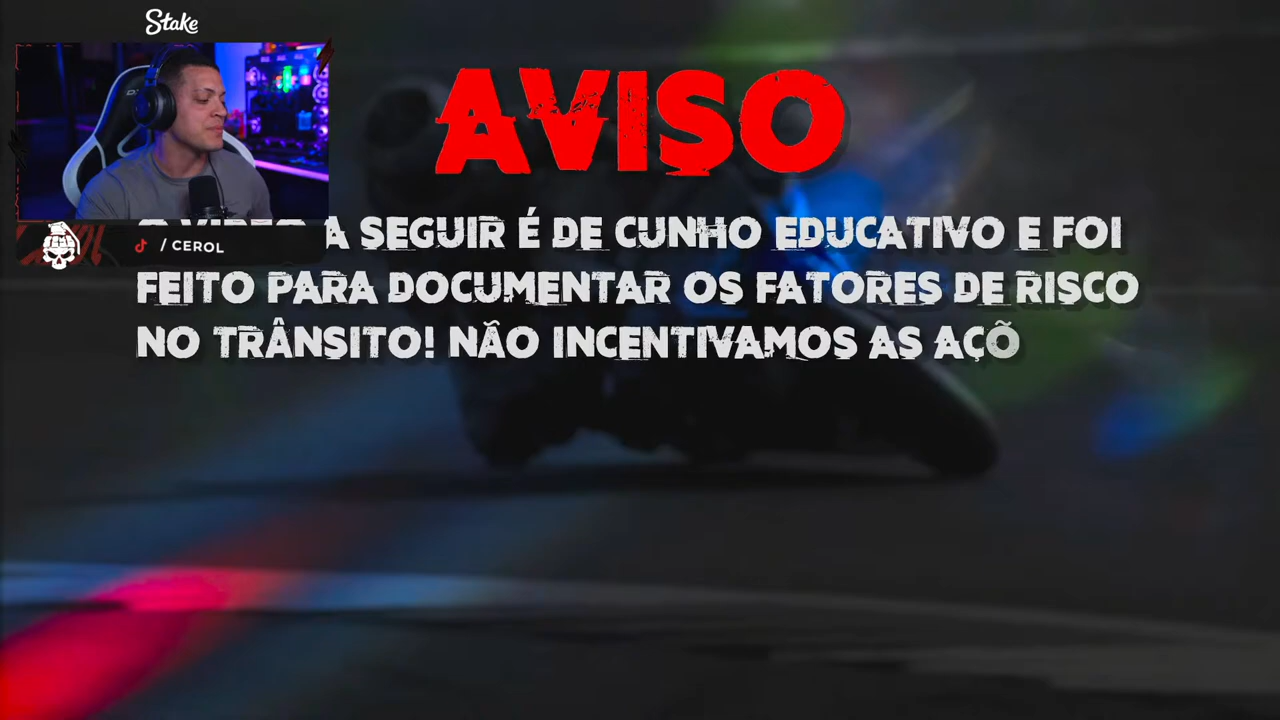 Stake
AVISO
A SEGUIR É DE CUNHO EDUCATIVO E FOI
/ CEROL
FEITO PARA DOCUMENTAR OS FATORES DE RISCO
NO TRÂNSITO! NÃO INCENTIVAMOS AS AÇÕ